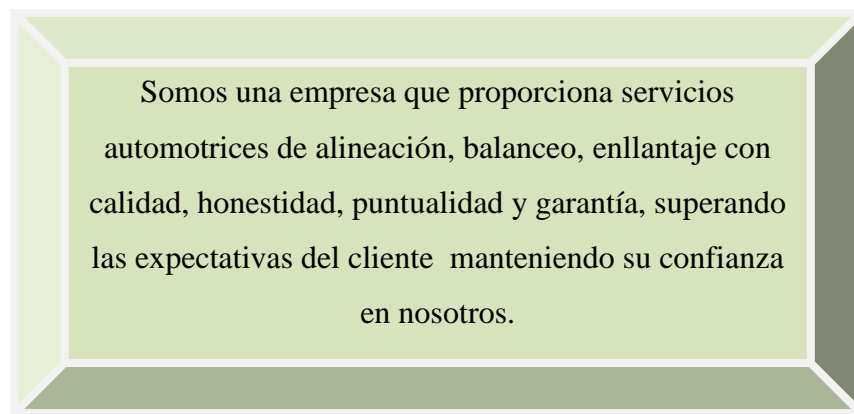 Somos una empresa que proporciona servicios
automotrices de alineación, balanceo, enllantaje con
calidad, honestidad, puntualidad y garantía, superando
las expectativas del cliente  manteniendo su confianza
en nosotros.